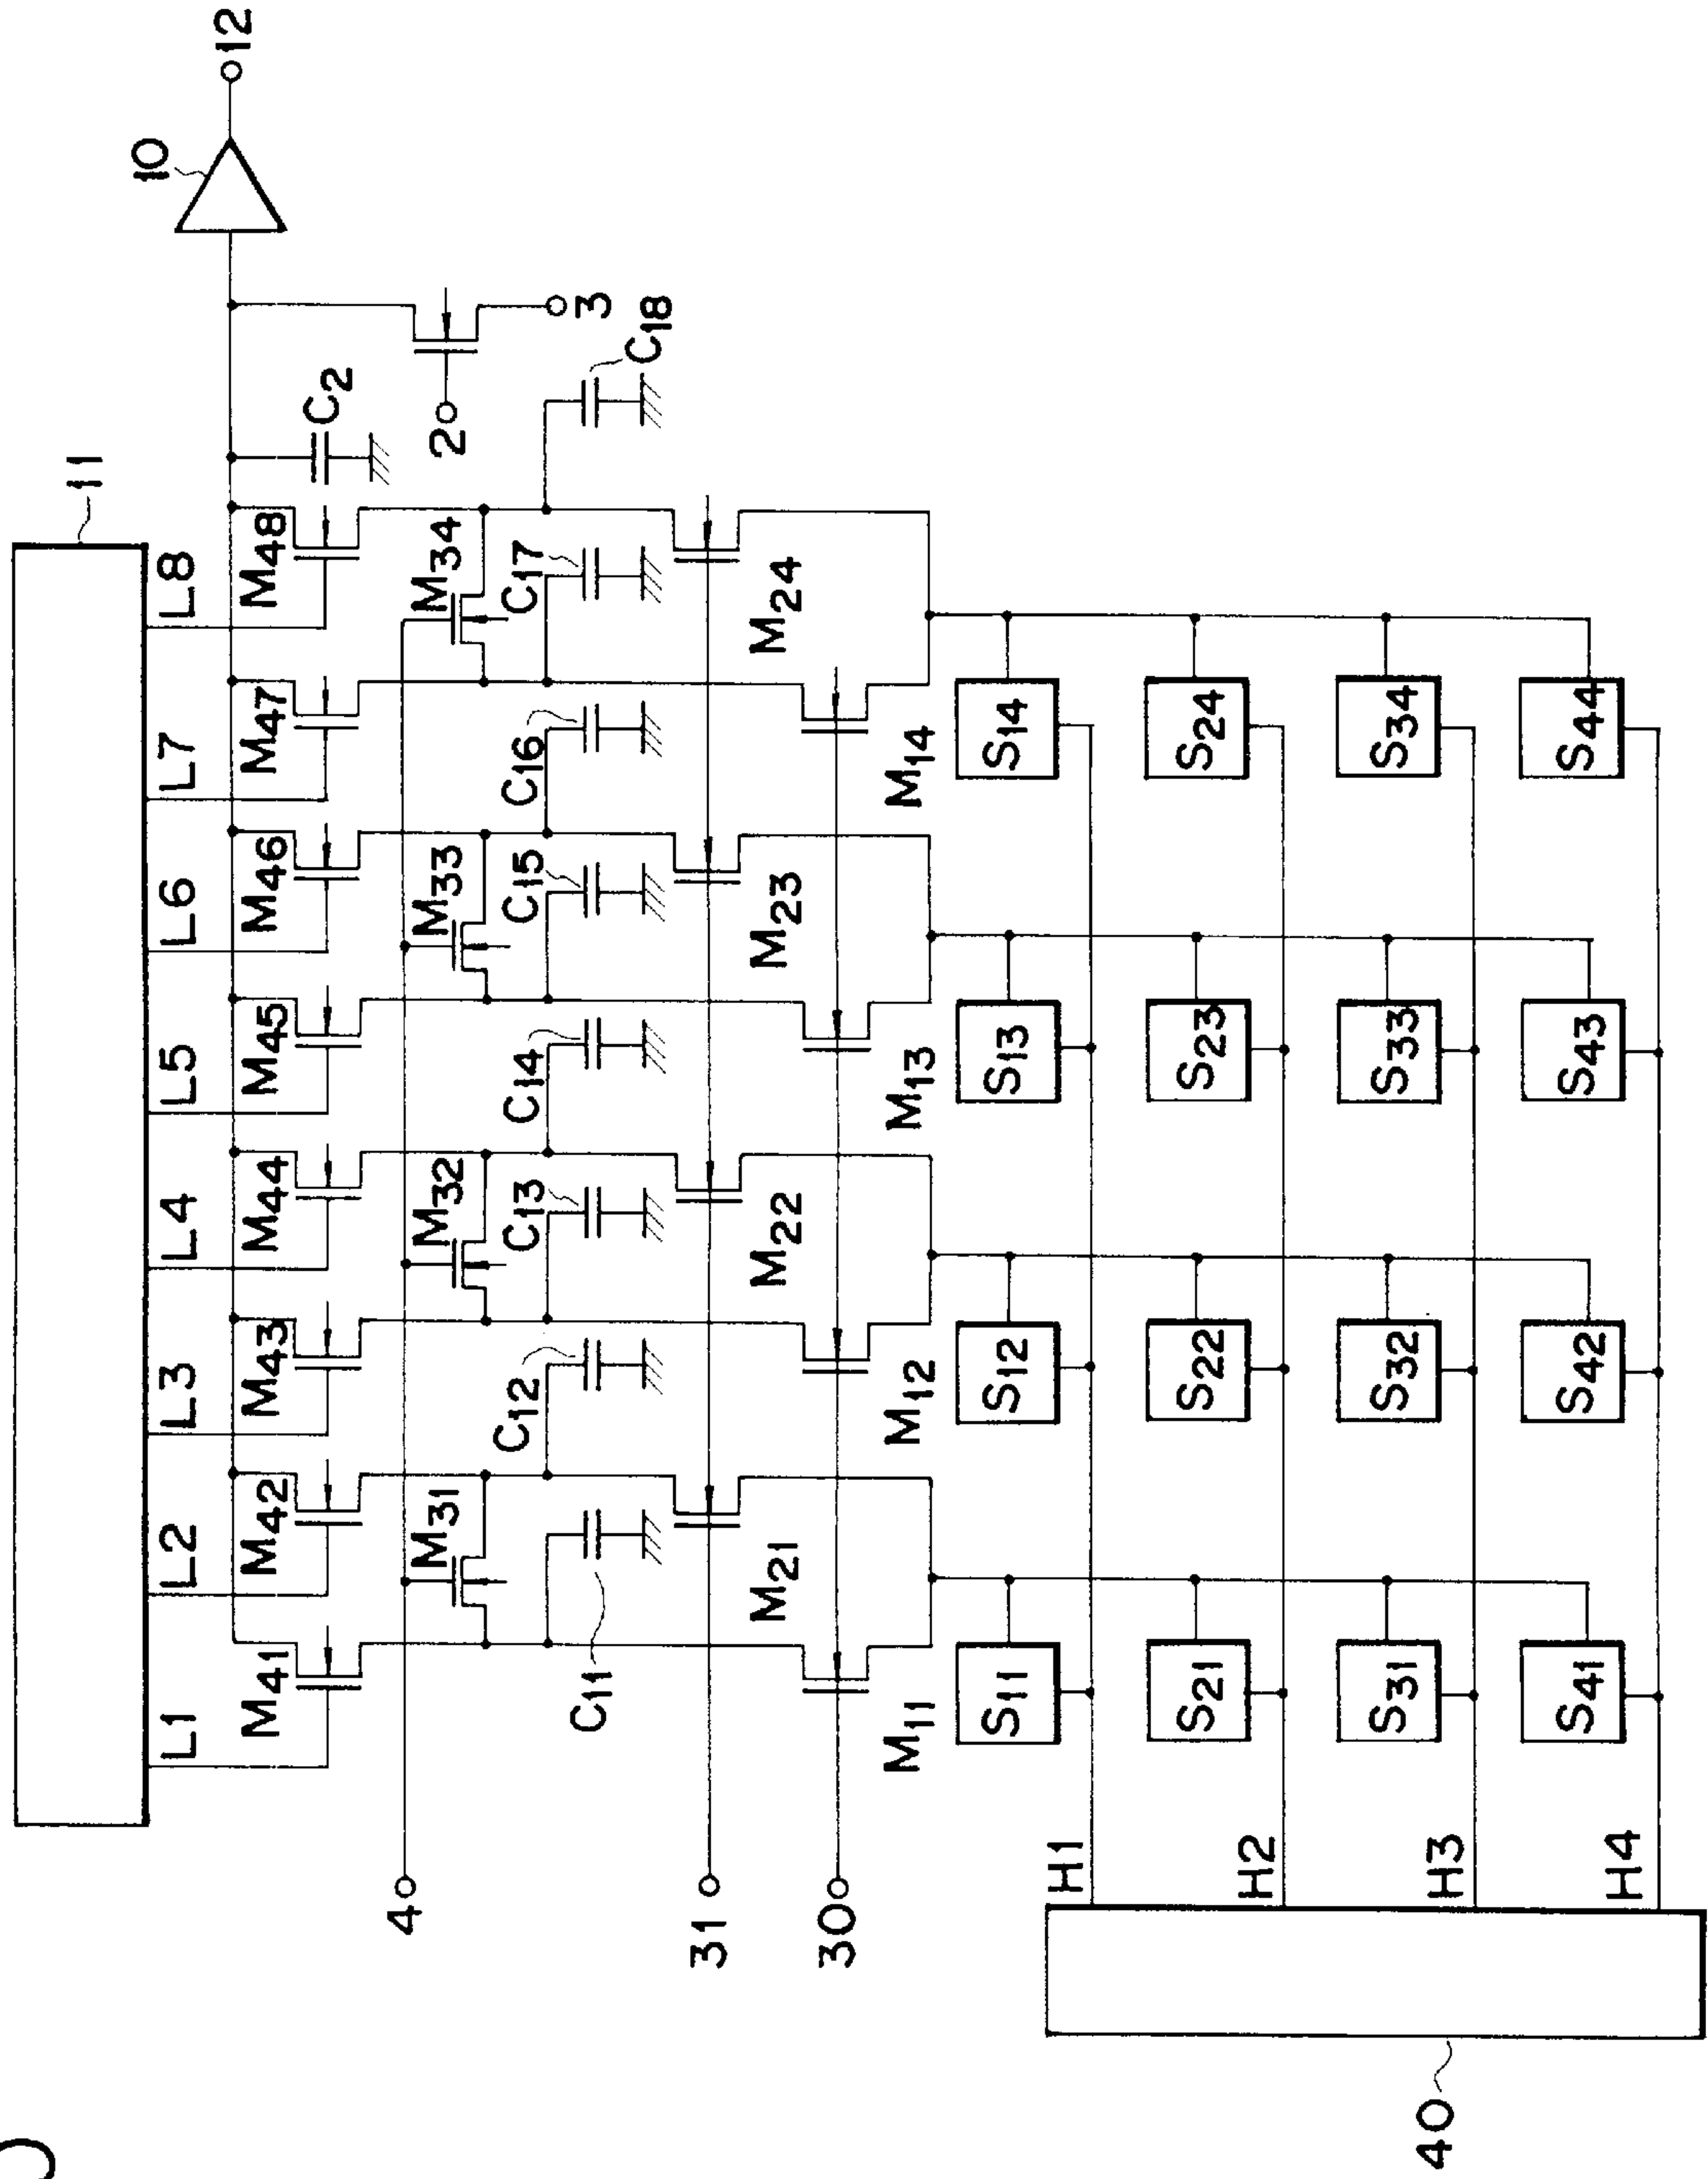 11
10
12
L1 L2 L3 L4 L5 L6 L7 L8
M41 M42 M43 M44 M45 M46 M47 M48
C2
2
3
4
M31 M32 M33 M34
C11 C12 C13 C14 C15 C16 C17 C18
31
M21 M22 M23 M24
30
M11 M12 M13 M14
H1
S11 S12 S13 S14
H2
S21 S22 S23 S24
H3
S31 S32 S33 S34
H4
S41 S42 S43 S44
40